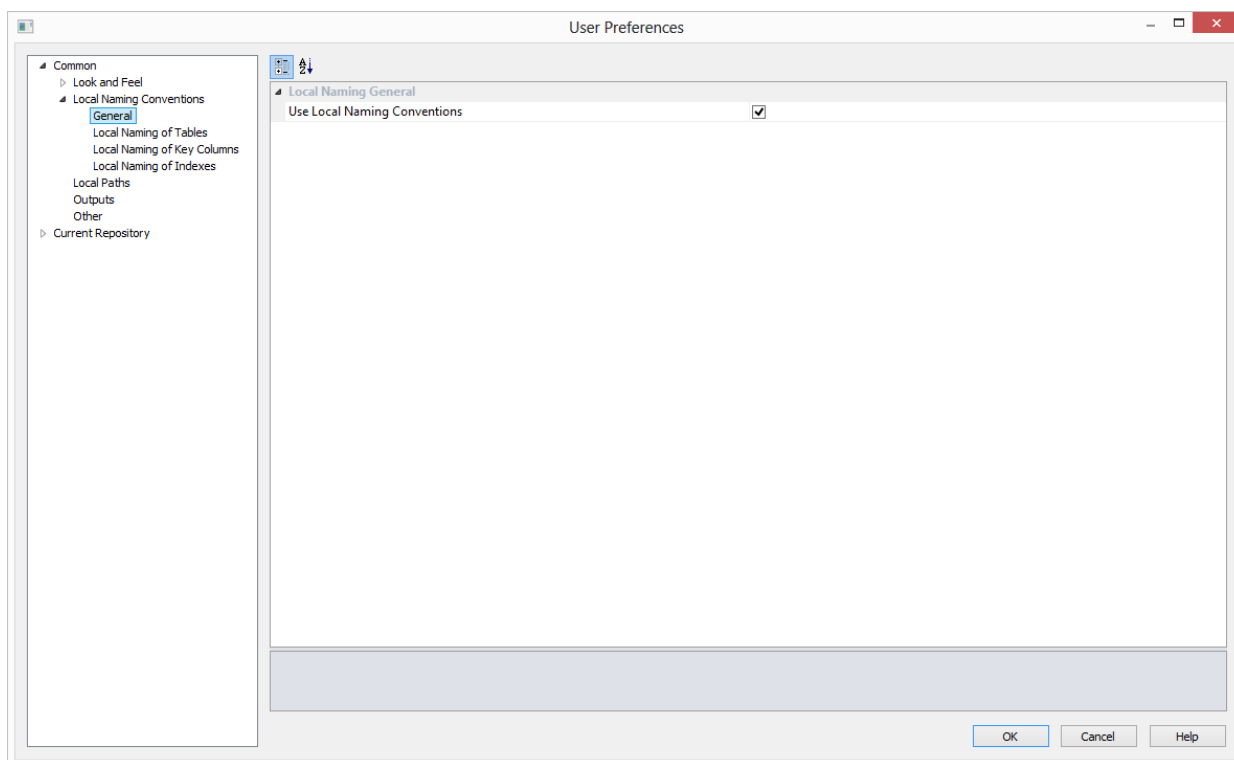 User Preferences
Common
Look and Feel
Local Naming Conventions
General
Local Naming of Tables
Local Naming of Key Columns
Local Naming of Indexes
Local Paths
Outputs
Other
Current Repository
Local Naming General
Use Local Naming Conventions
OK Cancel Help